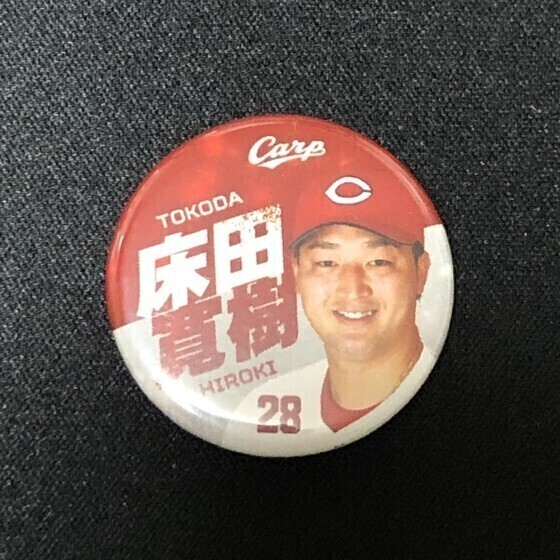 Carp
TOKODA
床田
寛樹
HIROKI
28
C